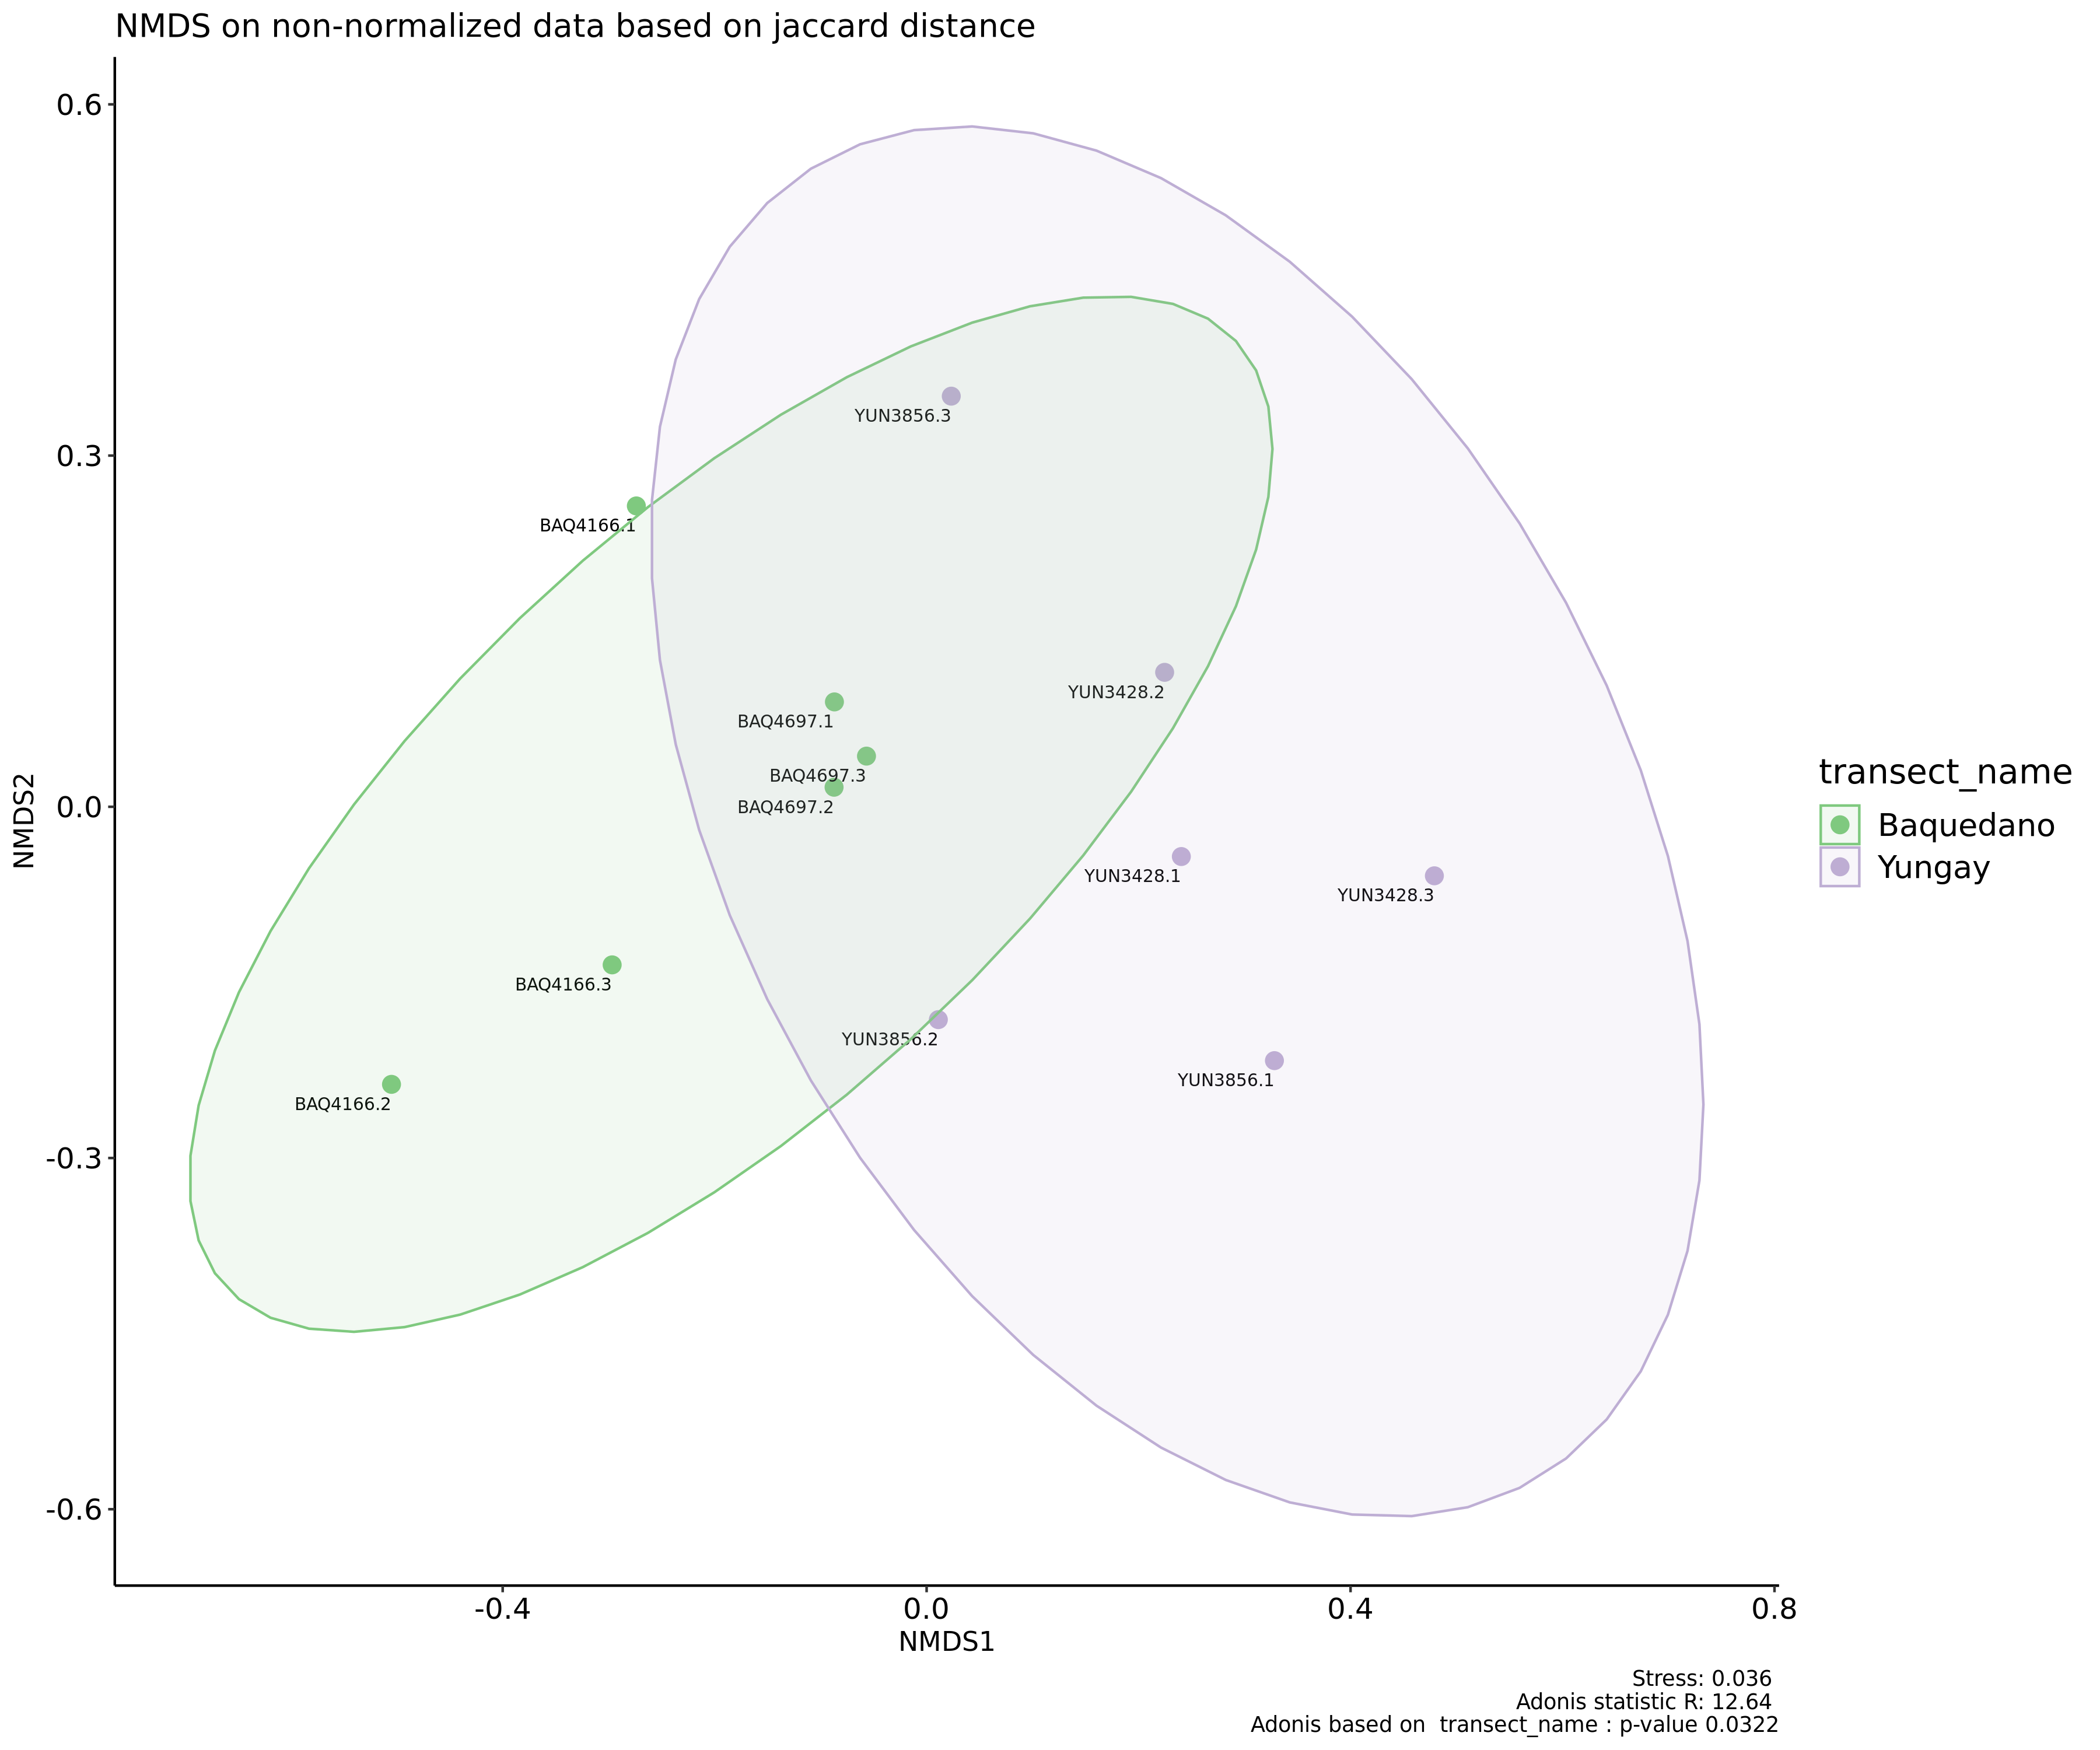 NMDS on non-normalized data based on jaccard distance
0.6
0.3
0.0
-0.3
-0.6
NMDS2
YUN3856.3
BAQ4166.1
YUN3428.2
BAQ4697.1
BAQ4697.3
BAQ4697.2
YUN3428.1
YUN3428.3
BAQ4166.3
YUN3856.2
YUN3856.1
BAQ4166.2
transect_name
Baquedano
Yungay
-0.4
0.0
0.4
0.8
NMDS1
Stress: 0.036
Adonis statistic R: 12.64
Adonis based on  transect_name : p-value 0.0322